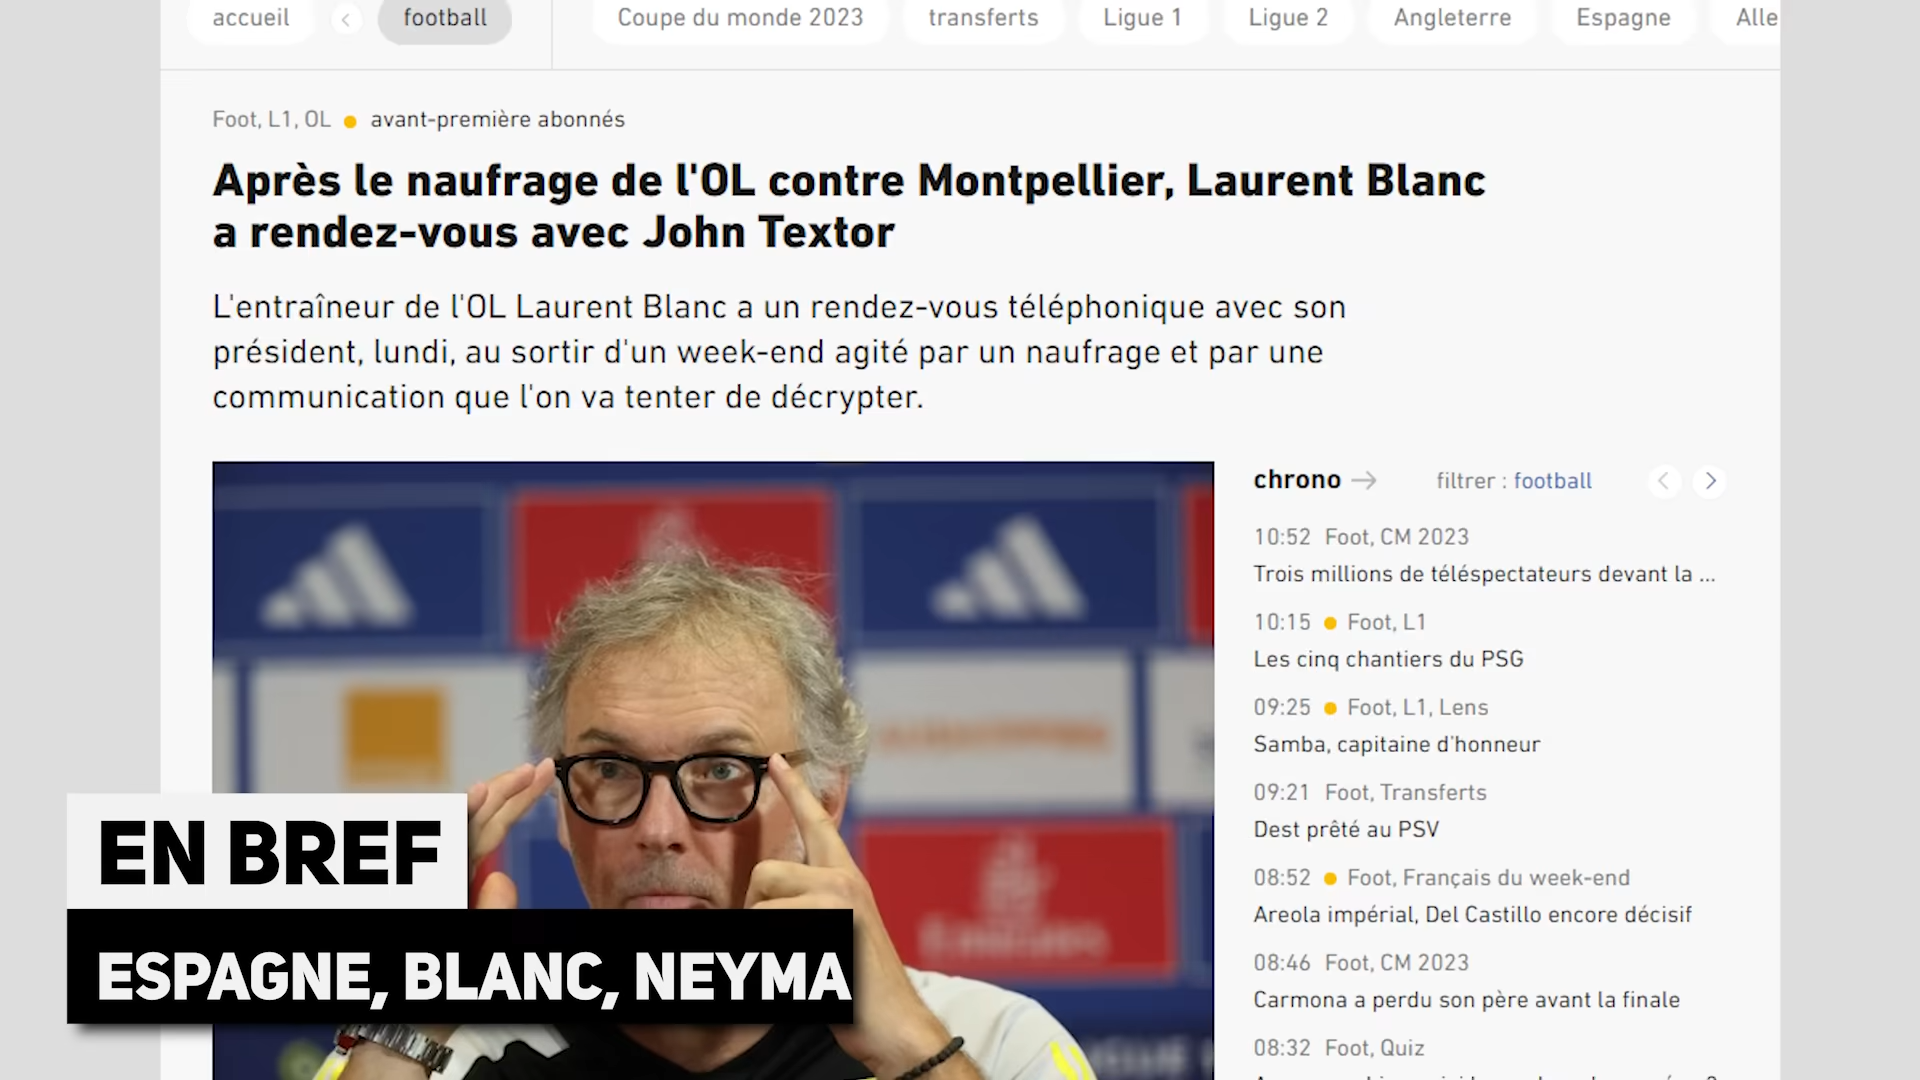 accueil
football
Coupe du monde 2023
transferts
Ligue 1
Ligue 2
Angleterre
Espagne
Alle
Foot, L1, OL
avant-première abonnés
Après le naufrage de l'OL contre Montpellier, Laurent Blanc
a rendez-vous avec John Textor
L'entraîneur de l'OL Laurent Blanc a un rendez-vous téléphonique avec son
président, lundi, au sortir d'un week-end agité par un naufrage et par une
communication que l'on va tenter de décrypter.
chrono
filtrer : football
10:52 Foot, CM 2023
Trois millions de téléspectateurs devant la ...
10:15 Foot, L1
Les cinq chantiers du PSG
09:25 Foot, L1, Lens
Samba, capitaine d'honneur
09:21 Foot, Transferts
Dest prêté au PSV
08:52 Foot, Français du week-end
Areola impérial, Del Castillo encore décisif
08:46 Foot, CM 2023
Carmona a perdu son père avant la finale
08:32 Foot, Quiz
Emirates
EN BREF
ESPAGNE, BLANC, NEYMA